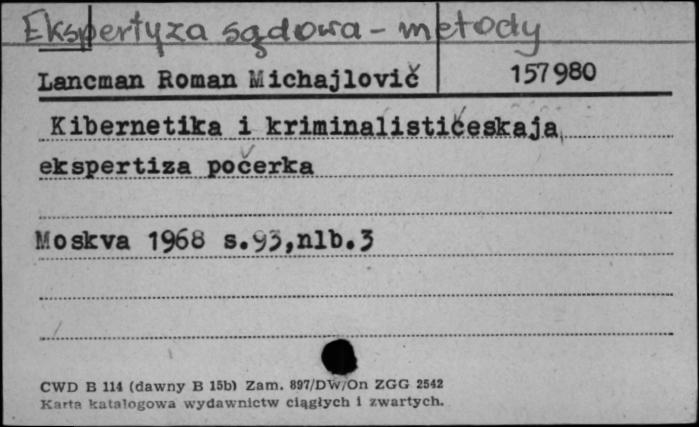 Ekspertyza sądowa - metody
Lancman Roman Michajlovič 157980
Kibernetika i kriminalističeskaja
ekspertiza počerka
Moskva 1968 s.93,nlb.3
CWD B 114 (dawny B 15b) Zam. 897/DW/On ZGG 2542
Karta katalogowa wydawnictw ciągłych i zwartych.